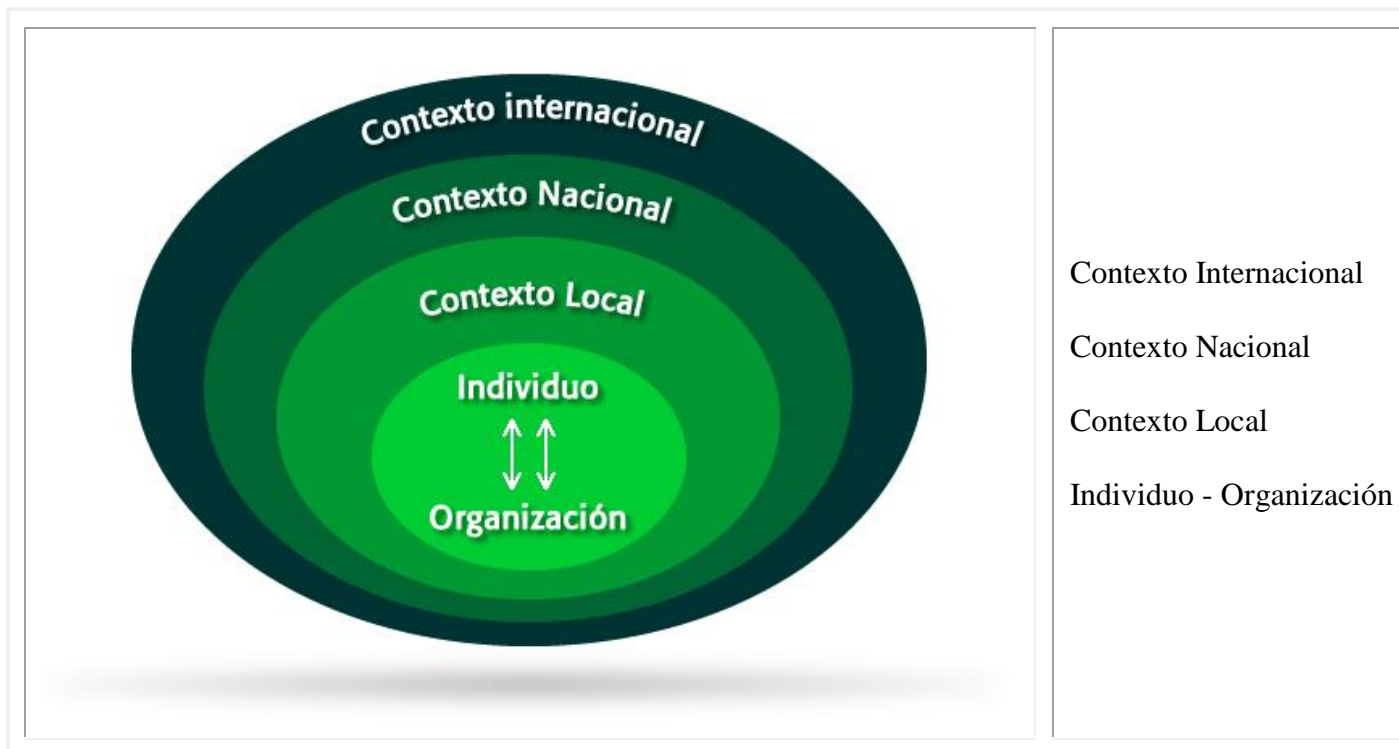 Contexto internacional
Contexto Nacional
Contexto Local
Individuo
Organización
Contexto Internacional
Contexto Nacional
Contexto Local
Individuo - Organización